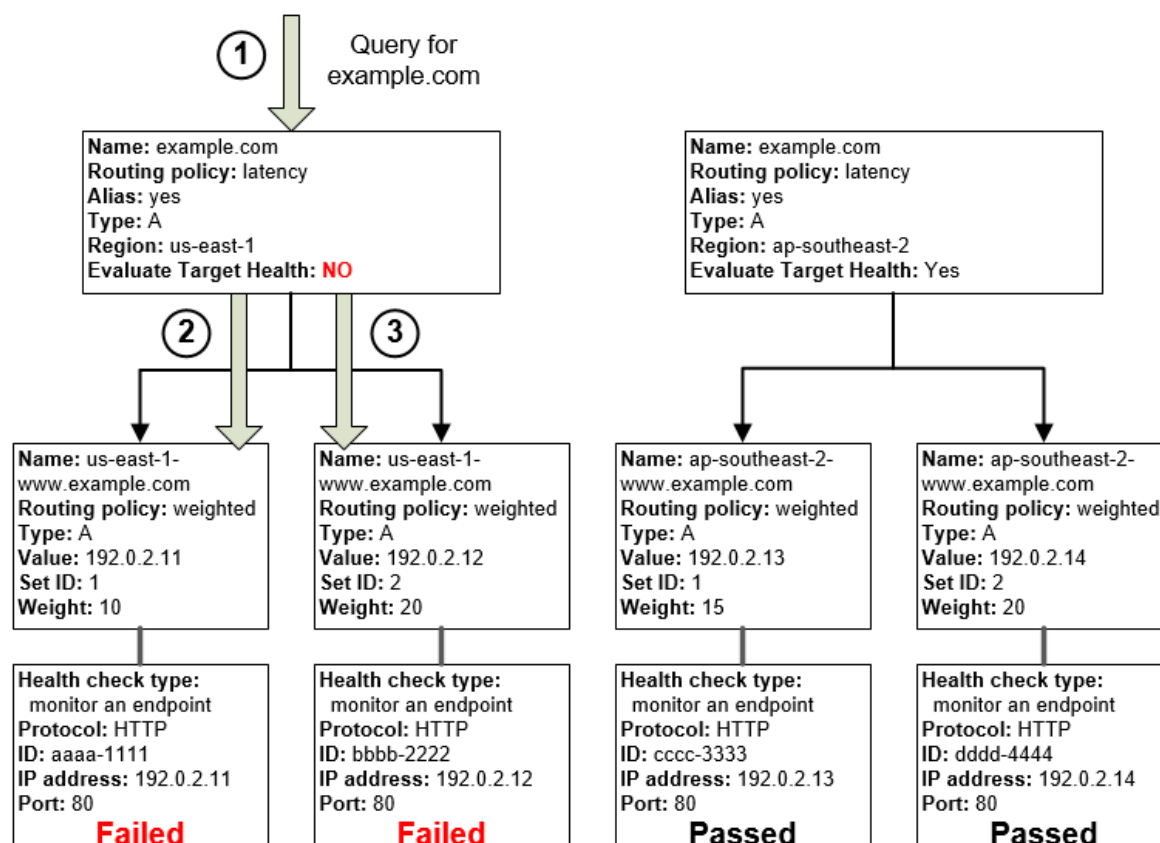 1
Query for
example.com
Name: example.com
Routing policy: latency
Alias: yes
Type: A
Region: us-east-1
Evaluate Target Health: NO
Name: example.com
Routing policy: latency
Alias: yes
Type: A
Region: ap-southeast-2
Evaluate Target Health: Yes
2
3
Name: us-east-1-
www.example.com
Routing policy: weighted
Type: A
Value: 192.0.2.11
Set ID: 1
Weight: 10
Name: us-east-1-
www.example.com
Routing policy: weighted
Type: A
Value: 192.0.2.12
Set ID: 2
Weight: 20
Name: ap-southeast-2-
www.example.com
Routing policy: weighted
Type: A
Value: 192.0.2.13
Set ID: 1
Weight: 15
Name: ap-southeast-2-
www.example.com
Routing policy: weighted
Type: A
Value: 192.0.2.14
Set ID: 2
Weight: 20
Health check type:
monitor an endpoint
Protocol: HTTP
ID: aaaa-1111
IP address: 192.0.2.11
Port: 80
Failed
Health check type:
monitor an endpoint
Protocol: HTTP
ID: bbbb-2222
IP address: 192.0.2.12
Port: 80
Failed
Health check type:
monitor an endpoint
Protocol: HTTP
ID: cccc-3333
IP address: 192.0.2.13
Port: 80
Passed
Health check type:
monitor an endpoint
Protocol: HTTP
ID: dddd-4444
IP address: 192.0.2.14
Port: 80
Passed